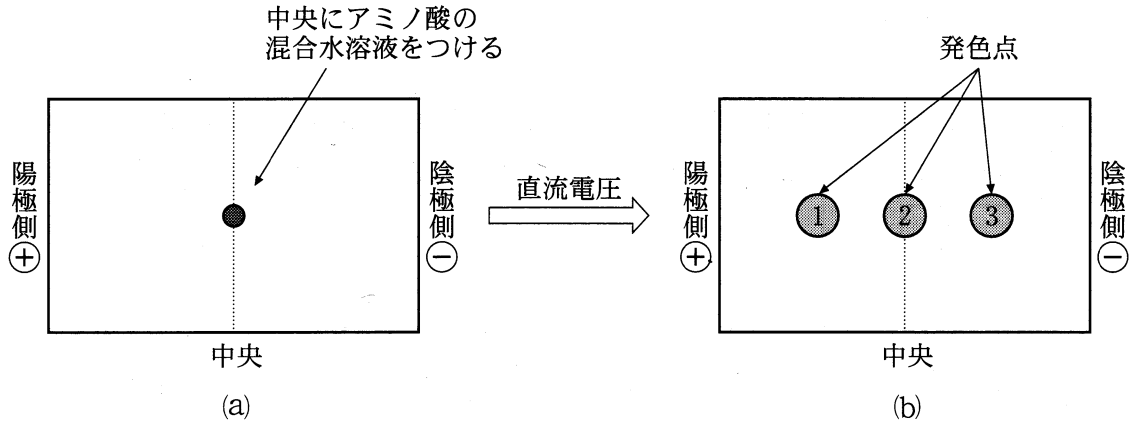 中央にアミノ酸の
混合水溶液をつける
陽極側
+
陰極側
−
中央
(a)
直流電圧
発色点
陽極側
+
1
2
3
陰極側
−
中央
(b)